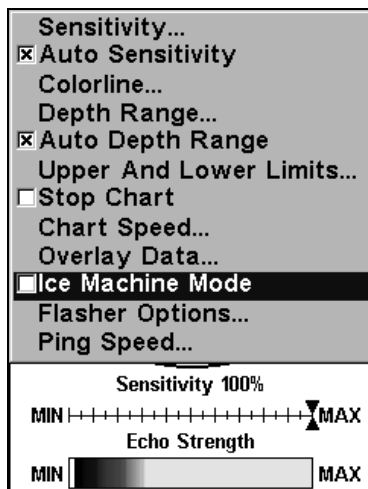 Sensitivity...
Auto Sensitivity
Colorline...
Depth Range...
Auto Depth Range
Upper And Lower Limits...
Stop Chart
Chart Speed...
Overlay Data...
Ice Machine Mode
Flasher Options...
Ping Speed...
Sensitivity 100%
MIN MAX
Echo Strength
MIN MAX